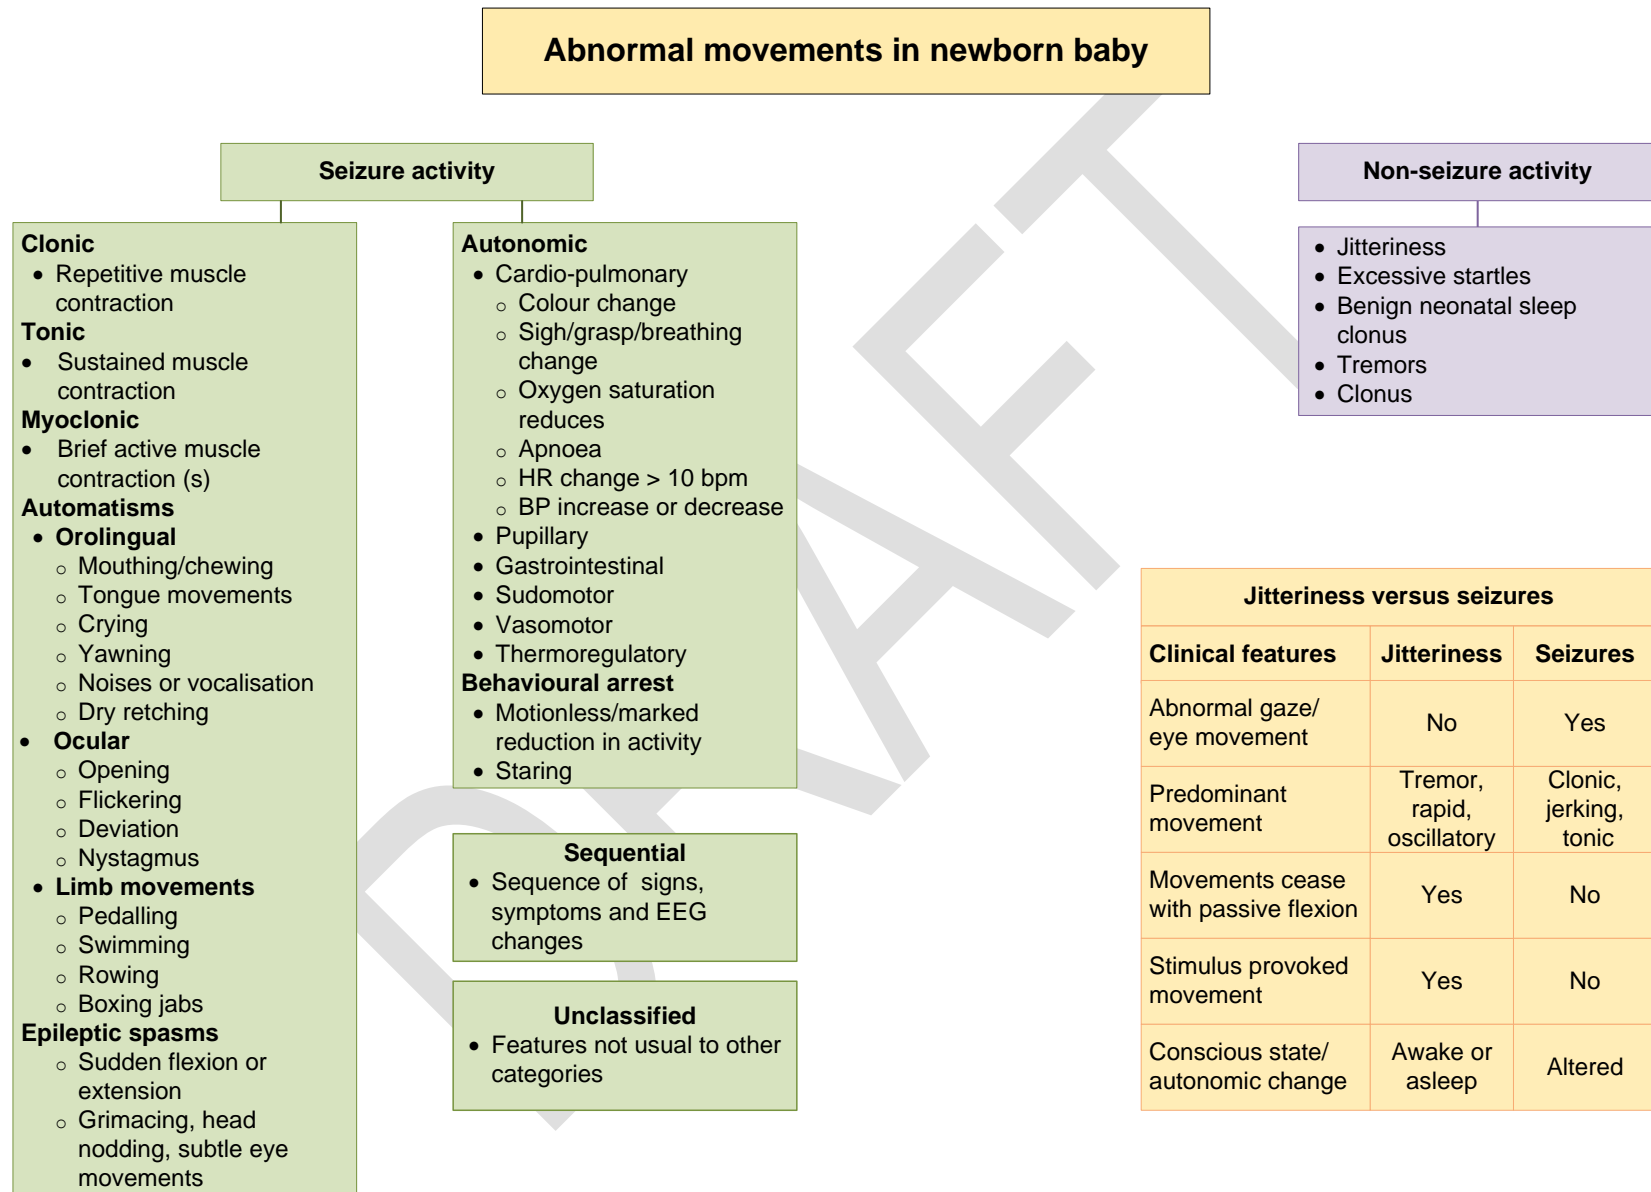 Abnormal movements in newborn baby
Seizure activity
Clonic
• Repetitive muscle
contraction
Tonic
• Sustained muscle
contraction
Myoclonic
• Brief active muscle
contraction (s)
Automatisms
• Orolingual
○ Mouthing/chewing
○ Tongue movements
○ Crying
○ Yawning
○ Noises or vocalisation
○ Dry retching
• Ocular
○ Opening
○ Flickering
○ Deviation
○ Nystagmus
• Limb movements
○ Pedalling
○ Swimming
○ Rowing
○ Boxing jabs
Epileptic spasms
○ Sudden flexion or
extension
○ Grimacing, head
nodding, subtle eye
movements
Autonomic
• Cardio-pulmonary
○ Colour change
○ Sigh/grasp/breathing
change
○ Oxygen saturation
reduces
○ Apnoea
○ HR change > 10 bpm
○ BP increase or decrease
• Pupillary
• Gastrointestinal
• Sudomotor
• Vasomotor
• Thermoregulatory
Behavioural arrest
• Motionless/marked
reduction in activity
• Staring
Sequential
• Sequence of signs,
symptoms and EEG
changes
Unclassified
• Features not usual to other
categories
Non-seizure activity
• Jitteriness
• Excessive startles
• Benign neonatal sleep
clonus
• Tremors
• Clonus
Jitteriness versus seizures
Clinical features Jitteriness Seizures
Abnormal gaze/
eye movement
No
Yes
Predominant
movement
Tremor,
rapid,
oscillatory
Clonic,
jerking,
tonic
Movements cease
with passive flexion
Yes
No
Stimulus provoked
movement
Yes
No
Conscious state/
autonomic change
Awake or
asleep
Altered
DRAFT